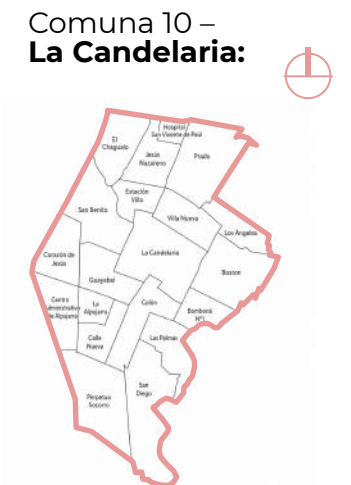 Comuna 10 –
La Candelaria:
Hospital
San Vicente de Paúl
El
Chagualo
Jesús
Nazareno
Prado
Estación
Villa
San Benito
Villa Nueva
Los Ángeles
Corazón de
Jesús
La Candelaria
Boston
Guayabal
Centro
Administrativo
La Alpujarra
La
Alpujarra
Colón
Bomboná
Nº1
Calle
Nueva
Las Palmas
San
Diego
Perpetuo
Socorro